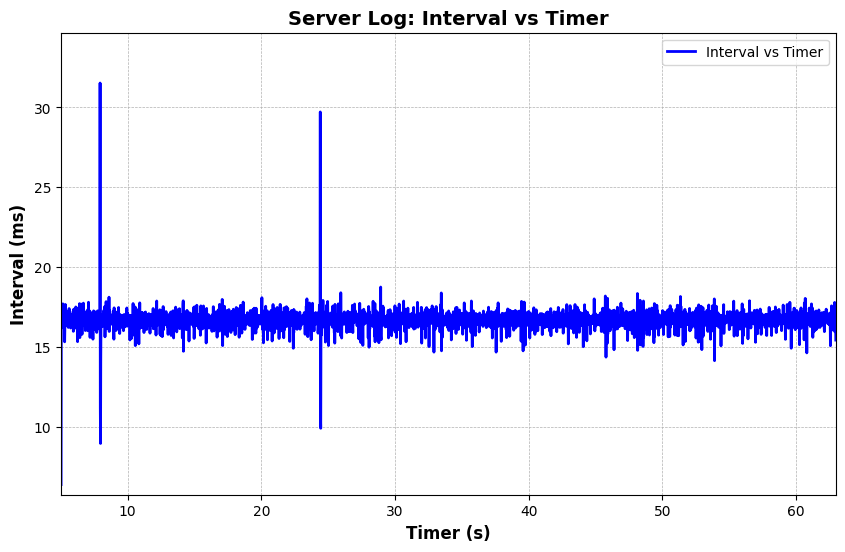 Server Log: Interval vs Timer
Interval vs Timer
Interval (ms)
30
25
20
15
10
10 20 30 40 50 60
Timer (s)